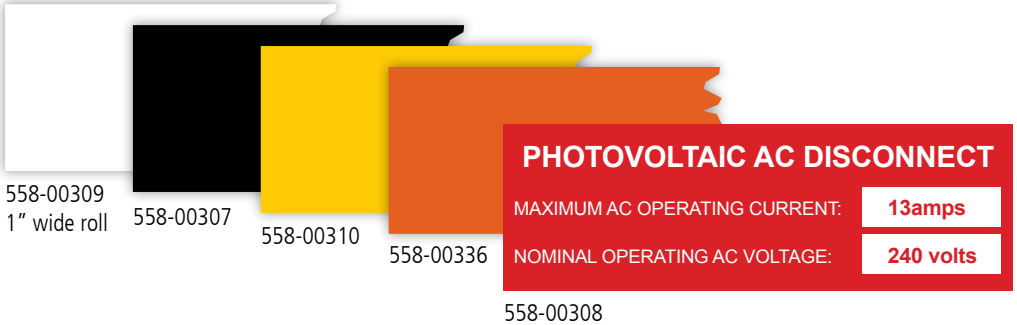 558-00309
1” wide roll
558-00307
558-00310
558-00336
PHOTOVOLTAIC AC DISCONNECT
MAXIMUM AC OPERATING CURRENT: 13amps
NOMINAL OPERATING AC VOLTAGE: 240 volts
558-00308